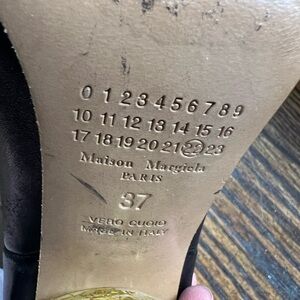 0 1 2 3 4 5 6 7 8 9
10 11 12 13 14 15 16
17 18 19 20 21 22 23
Maison Margiela
PARIS
37
VERO CUOIO
MADE IN ITALY